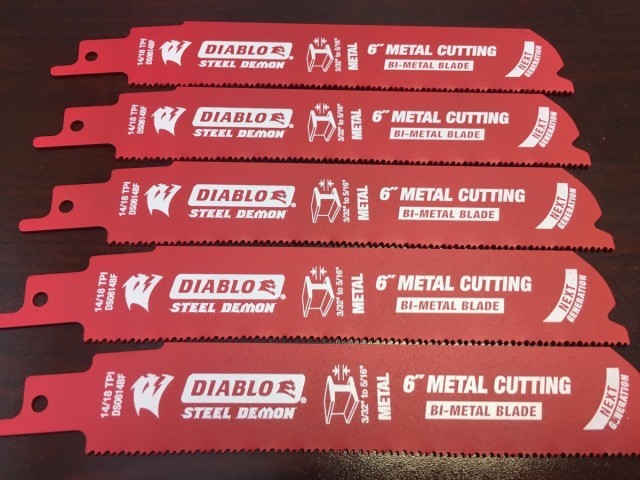 14/18 TPI
DS0614BF
DIABLO
STEEL DEMON
3/32" to 5/16"
METAL
6" METAL CUTTING
BI-METAL BLADE
NEXT
GENERATION
14/18 TPI
DS0614BF
DIABLO
STEEL DEMON
3/32" to 5/16"
METAL
6" METAL CUTTING
BI-METAL BLADE
NEXT
GENERATION
14/18 TPI
DS0614BF
DIABLO
STEEL DEMON
3/32" to 5/16"
METAL
6" METAL CUTTING
BI-METAL BLADE
NEXT
GENERATION
14/18 TPI
DS0614BF
DIABLO
STEEL DEMON
3/32" to 5/16"
METAL
6" METAL CUTTING
BI-METAL BLADE
NEXT
GENERATION
14/18 TPI
DS0614BF
DIABLO
STEEL DEMON
3/32" to 5/16"
METAL
6" METAL CUTTING
BI-METAL BLADE
NEXT
GENERATION